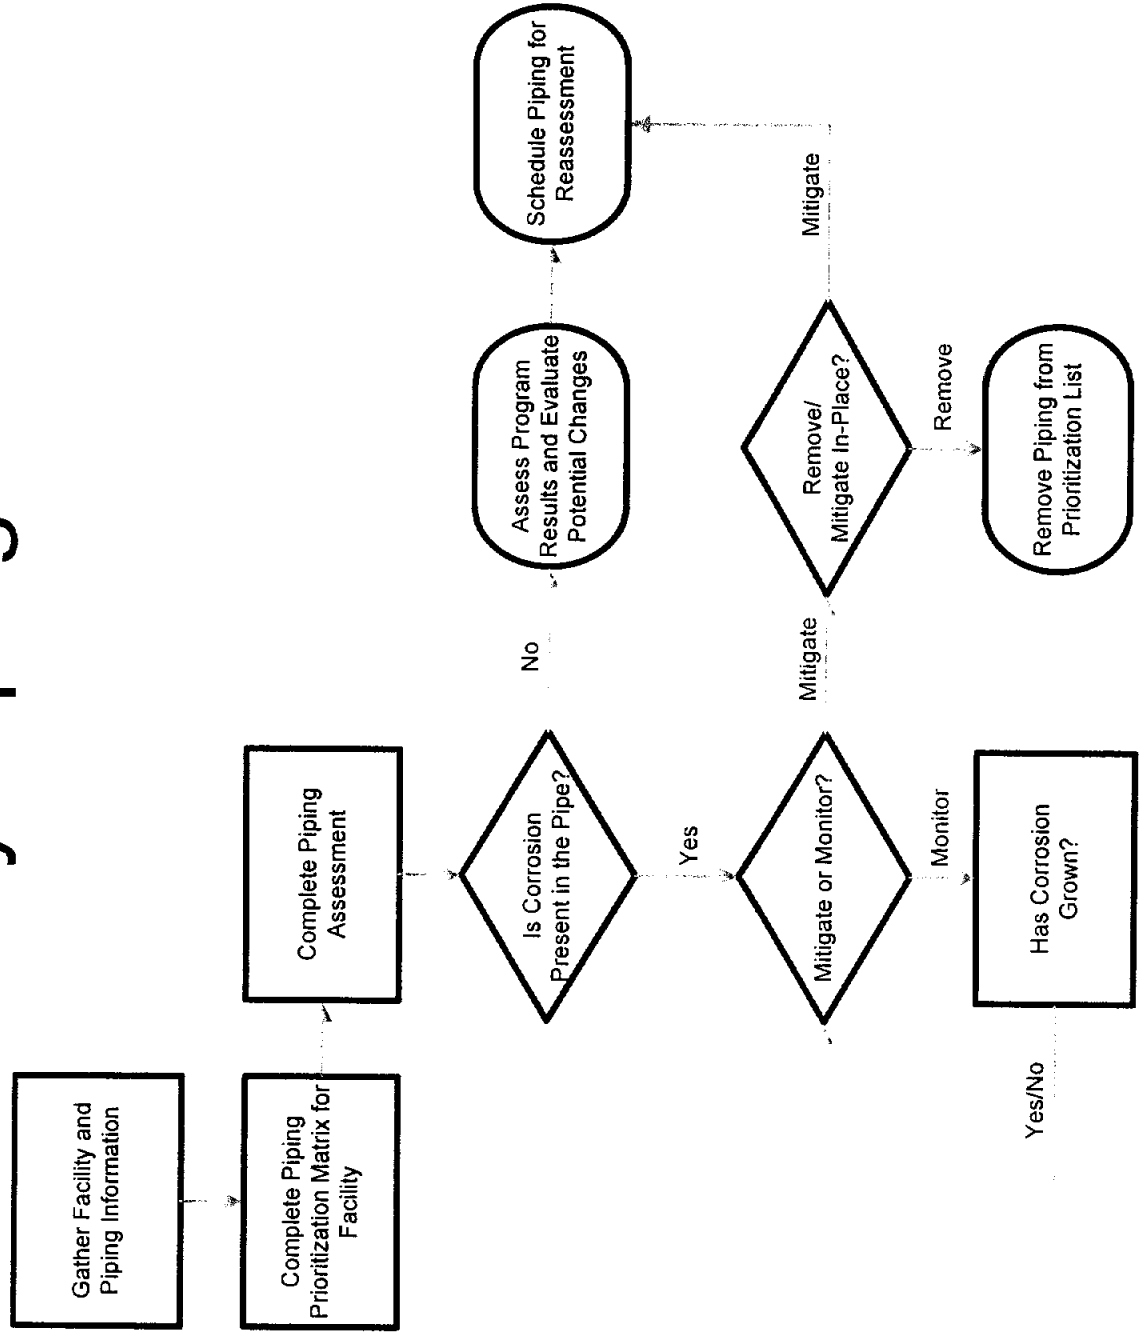 Gather Facility and
Piping Information
Complete Piping
Prioritization Matrix for
Facility
Complete Piping
Assessment
Is Corrosion
Present in the Pipe?
No
Assess Program
Results and Evaluate
Potential Changes
Schedule Piping for
Reassessment
Yes
Mitigate or Monitor?
Mitigate
Remove/
Mitigate In-Place?
Mitigate
Monitor
Remove
Has Corrosion
Grown?
Yes/No
Remove Piping from
Prioritization List